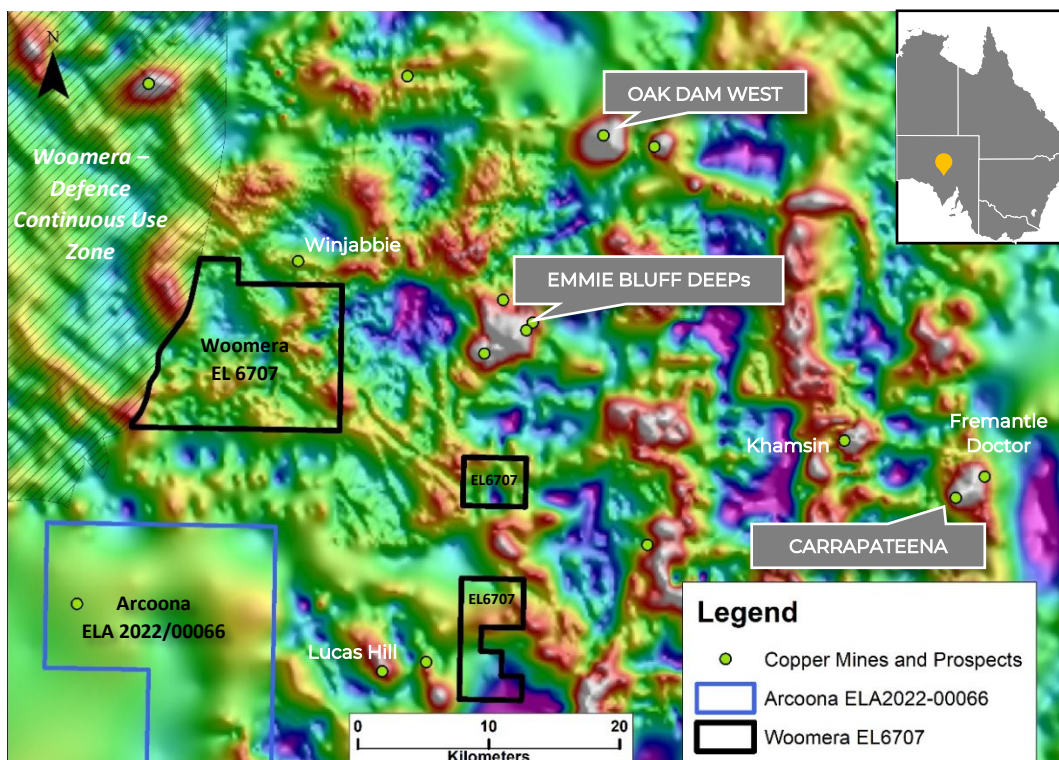 N
OAK DAM WEST
Woomera –
Defence
Continuous Use
Zone
Winjabbie
EMMIE BLUFF DEEPs
Woomera
EL 6707
Khamsin
Fremantle
Doctor
EL6707
CARRAPATEENA
Arcoona
ELA 2022/00066
EL6707
Lucas Hill
Legend
Copper Mines and Prospects
Arcoona ELA2022-00066
Woomera EL6707
0 10 20
Kilometers